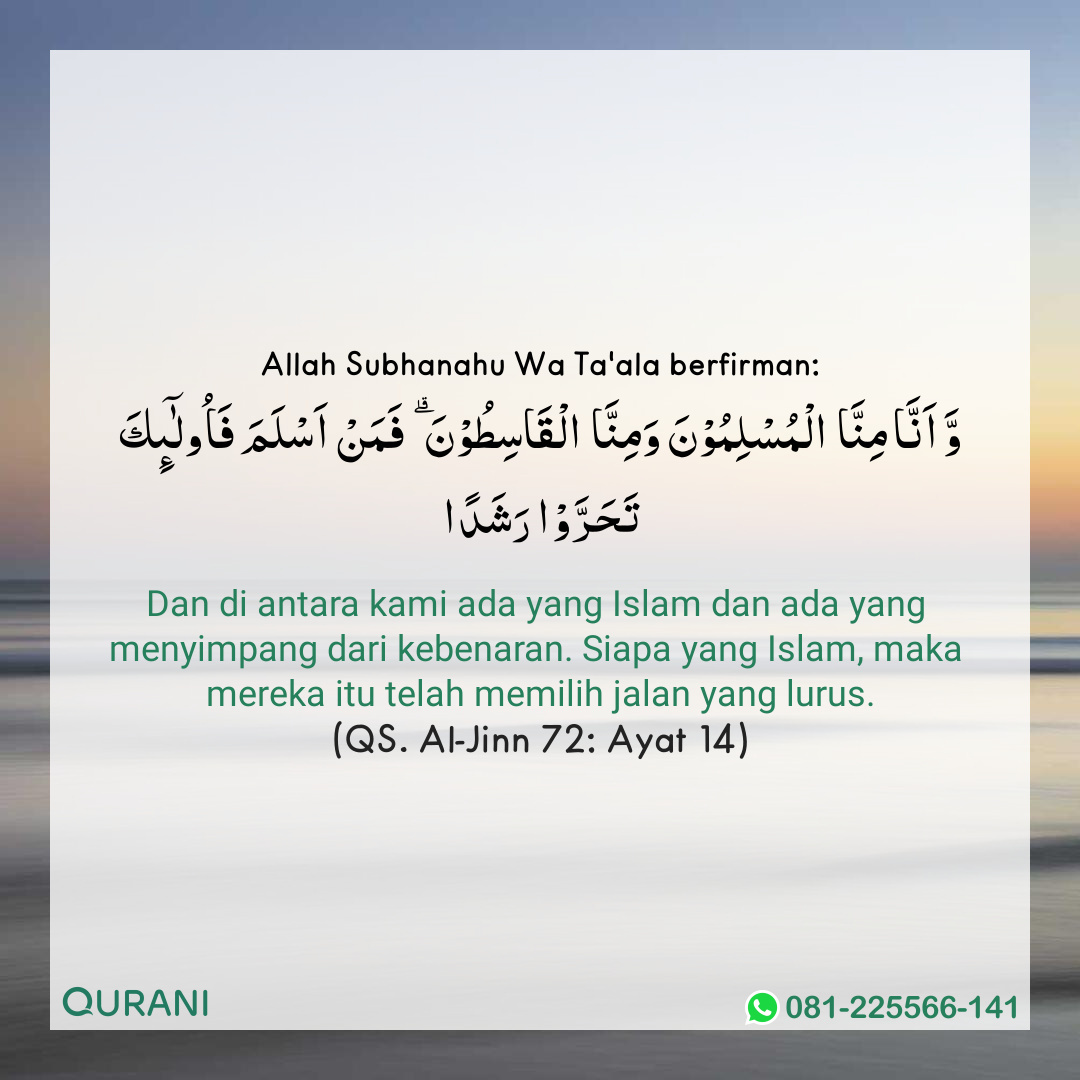 Allah Subhanahu Wa Ta'ala berfirman:
وَّاَنَّا مِنَّا الْمُسْلِمُوْنَ وَمِنَّا الْقَاسِطُوْنَ ۗ فَمَنْ اَسْلَمَ فَاُولٰٓئِكَ
تَحَرَّوْا رَشَدًا
Dan di antara kami ada yang Islam dan ada yang
menyimpang dari kebenaran. Siapa yang Islam, maka
mereka itu telah memilih jalan yang lurus.
(QS. Al-Jinn 72: Ayat 14)
QURANI
081-225566-141